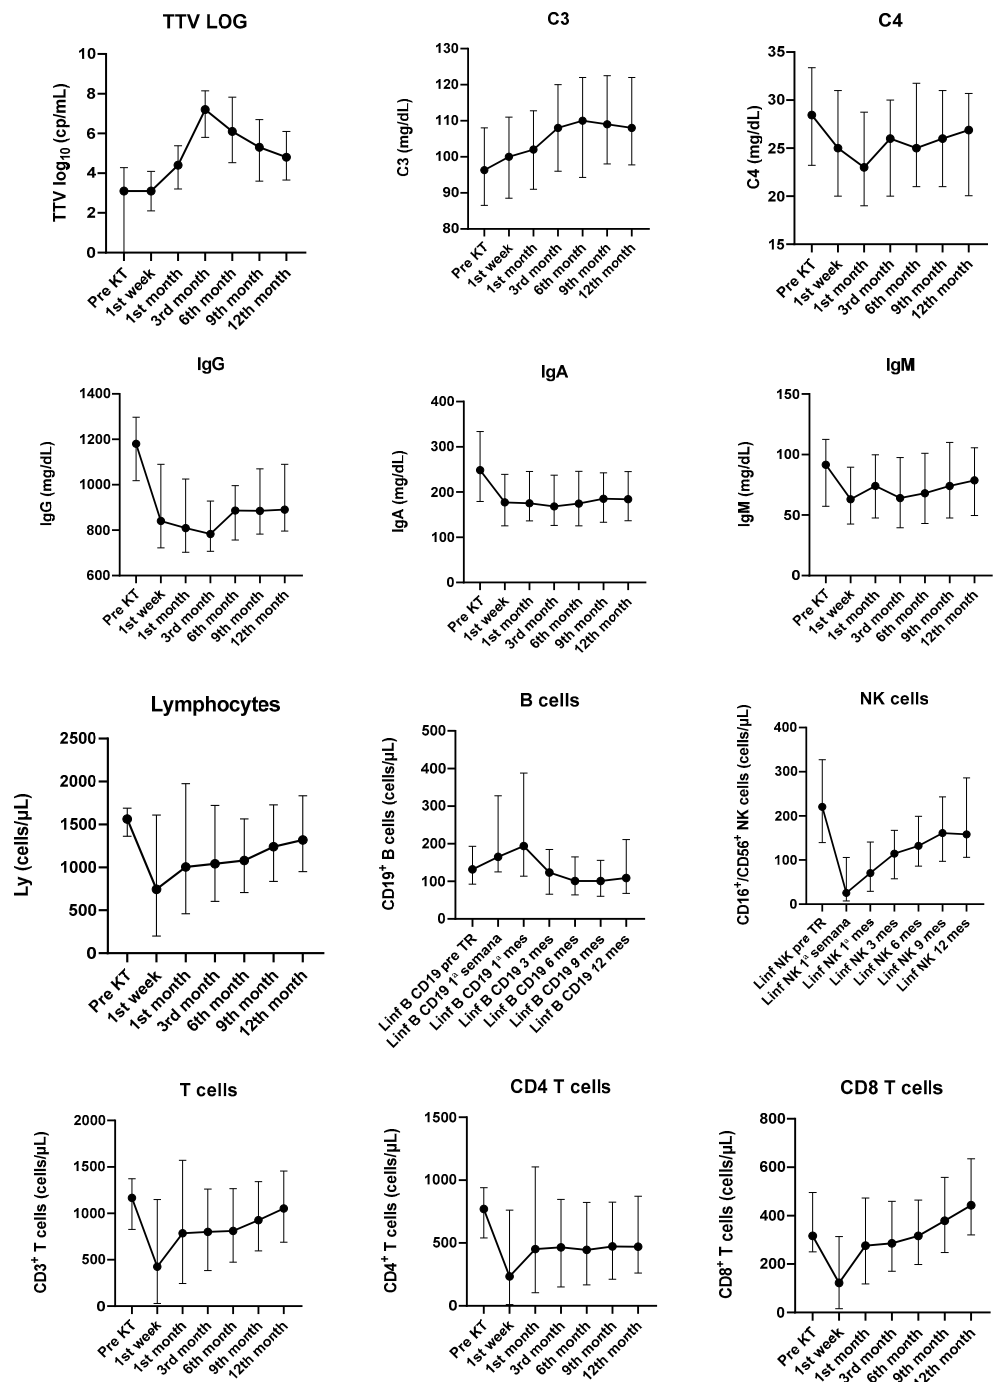 TTV LOG
TTV log10 (cp/mL)
10
8
6
4
2
0
Pre KT
1st week
1st month
3rd month
6th month
9th month
12th month
C3
C3 (mg/dL)
130
120
110
100
90
80
Pre KT
1st week
1st month
3rd month
6th month
9th month
12th month
C4
C4 (mg/dL)
35
30
25
20
15
Pre KT
1st week
1st month
3rd month
6th month
9th month
12th month
IgG
IgG (mg/dL)
1400
1200
1000
800
600
Pre KT
1st week
1st month
3rd month
6th month
9th month
12th month
IgA
IgA (mg/dL)
400
300
200
100
0
Pre KT
1st week
1st month
3rd month
6th month
9th month
12th month
IgM
IgM (mg/dL)
150
100
50
0
Pre KT
1st week
1st month
3rd month
6th month
9th month
12th month
Lymphocytes
Ly (cells/µL)
2500
2000
1500
1000
500
0
Pre KT
1st week
1st month
3rd month
6th month
9th month
12th month
B cells
CD19+ B cells (cells/µL)
500
400
300
200
100
0
Linf B CD19 pre TR
Linf B CD19 1ª semana
Linf B CD19 1ª mes
Linf B CD19 3 mes
Linf B CD19 6 mes
Linf B CD19 9 mes
Linf B CD19 12 mes
NK cells
CD16+/CD56+ NK cells (cells/µL)
400
300
200
100
0
Linf NK pre TR
Linf NK 1ª semana
Linf NK 1ª mes
Linf NK 3 mes
Linf NK 6 mes
Linf NK 9 mes
Linf NK 12 mes
T cells
CD3+ T cells (cells/µL)
2000
1500
1000
500
0
Pre KT
1st week
1st month
3rd month
6th month
9th month
12th month
CD4 T cells
CD4+ T cells (cells/µL)
1500
1000
500
0
Pre KT
1st week
1st month
3rd month
6th month
9th month
12th month
CD8 T cells
CD8+ T cells (cells/µL)
800
600
400
200
0
Pre KT
1st week
1st month
3rd month
6th month
9th month
12th month